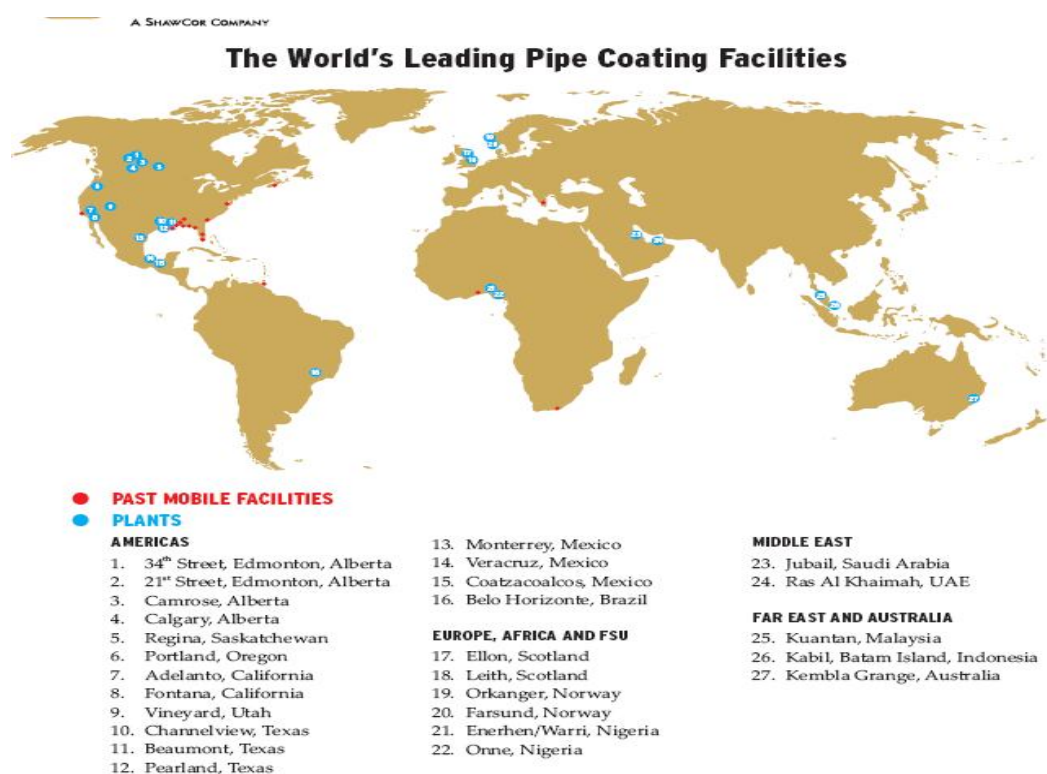 A ShawCor Company
The World's Leading Pipe Coating Facilities
PAST MOBILE FACILITIES
PLANTS
AMERICAS
1. 34th Street, Edmonton, Alberta
2. 21st Street, Edmonton, Alberta
3. Camrose, Alberta
4. Calgary, Alberta
5. Regina, Saskatchewan
6. Portland, Oregon
7. Adelanto, California
8. Fontana, California
9. Vineyard, Utah
10. Channelview, Texas
11. Beaumont, Texas
12. Pearland, Texas
13. Monterrey, Mexico
14. Veracruz, Mexico
15. Coatzacoalcos, Mexico
16. Belo Horizonte, Brazil
EUROPE, AFRICA AND FSU
17. Ellon, Scotland
18. Leith, Scotland
19. Orkanger, Norway
20. Farsund, Norway
21. Enerhen/Warri, Nigeria
22. Onne, Nigeria
MIDDLE EAST
23. Jubail, Saudi Arabia
24. Ras Al Khaimah, UAE
FAR EAST AND AUSTRALIA
25. Kuantan, Malaysia
26. Kabil, Batam Island, Indonesia
27. Kembla Grange, Australia